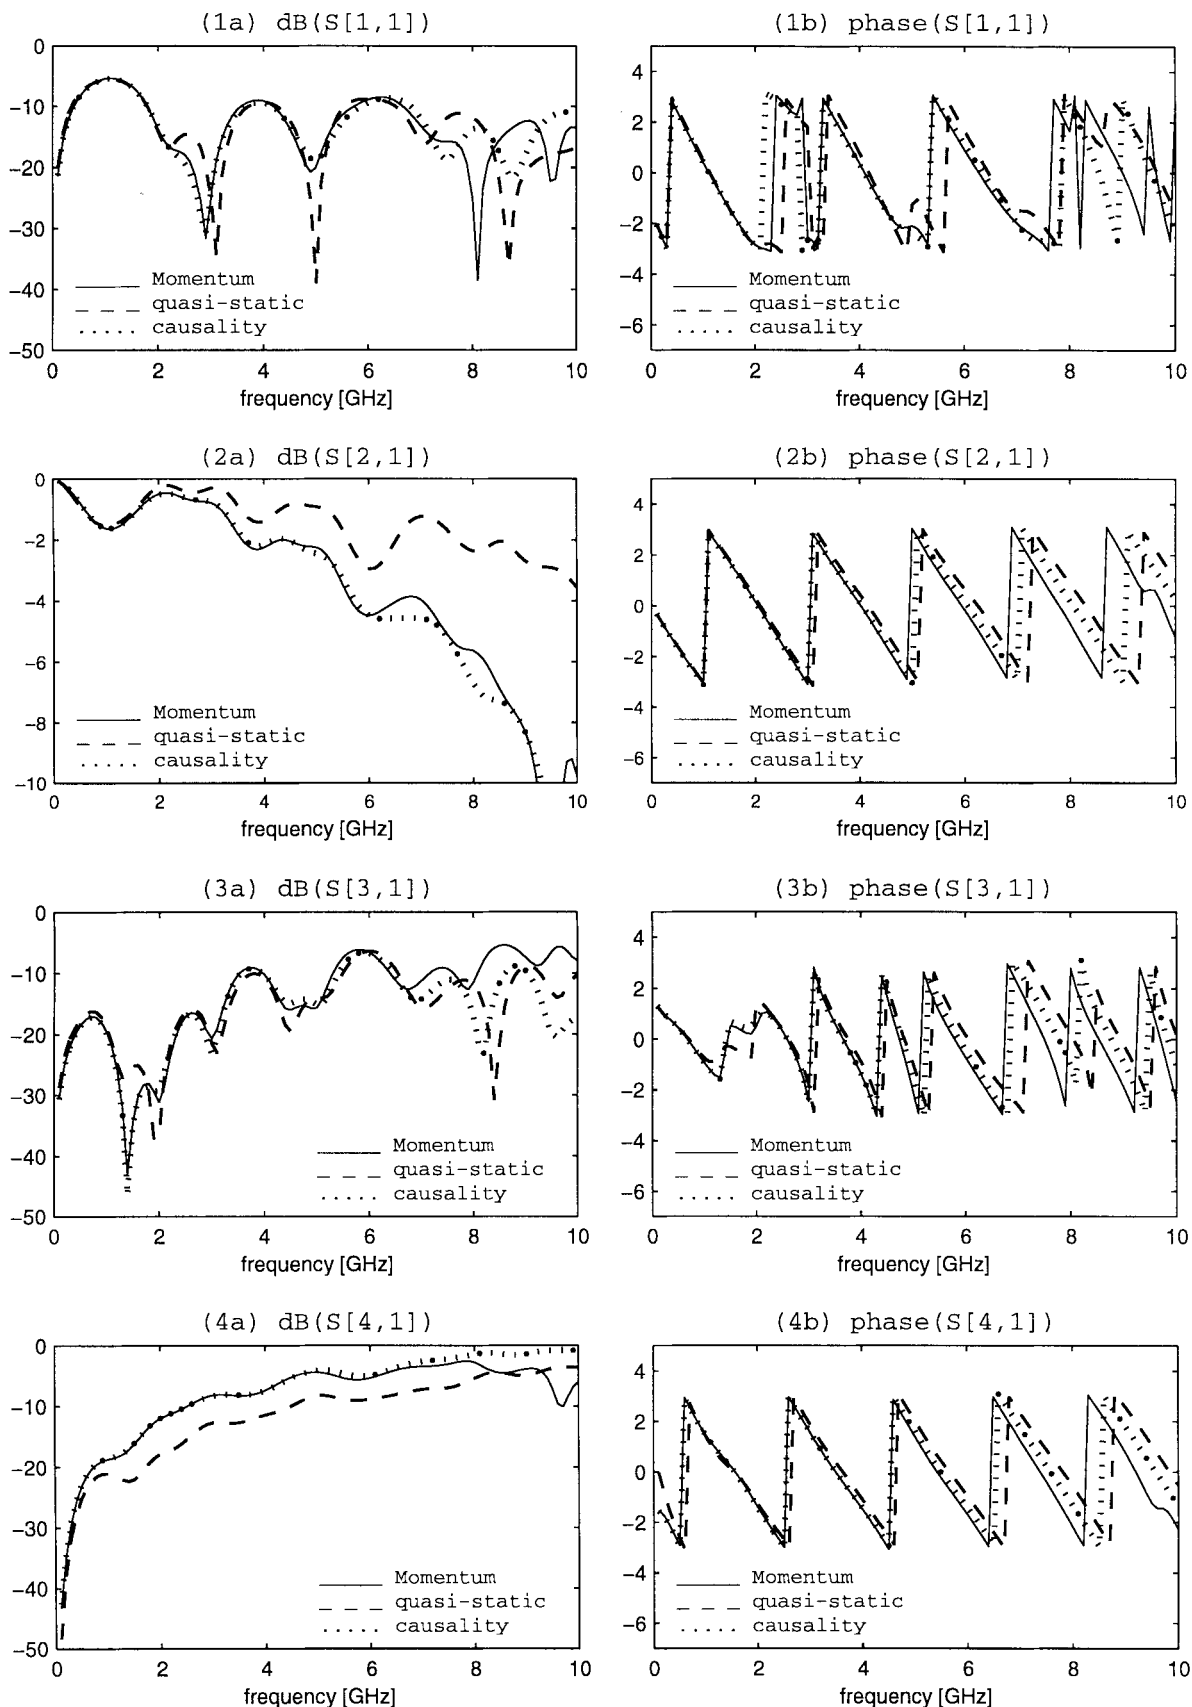 (1a) dB(S[1,1])
0
-10
-20
-30
-40
-50
Momentum
quasi-static
causality
0 2 4 6 8 10
frequency [GHz]
(1b) phase(S[1,1])
4
2
0
-2
-4
-6
Momentum
quasi-static
causality
0 2 4 6 8 10
frequency [GHz]
(2a) dB(S[2,1])
0
-2
-4
-6
-8
-10
Momentum
quasi-static
causality
0 2 4 6 8 10
frequency [GHz]
(2b) phase(S[2,1])
4
2
0
-2
-4
-6
Momentum
quasi-static
causality
0 2 4 6 8 10
frequency [GHz]
(3a) dB(S[3,1])
0
-10
-20
-30
-40
-50
Momentum
quasi-static
causality
0 2 4 6 8 10
frequency [GHz]
(3b) phase(S[3,1])
4
2
0
-2
-4
-6
Momentum
quasi-static
causality
0 2 4 6 8 10
frequency [GHz]
(4a) dB(S[4,1])
0
-10
-20
-30
-40
-50
Momentum
quasi-static
causality
0 2 4 6 8 10
frequency [GHz]
(4b) phase(S[4,1])
4
2
0
-2
-4
-6
Momentum
quasi-static
causality
0 2 4 6 8 10
frequency [GHz]